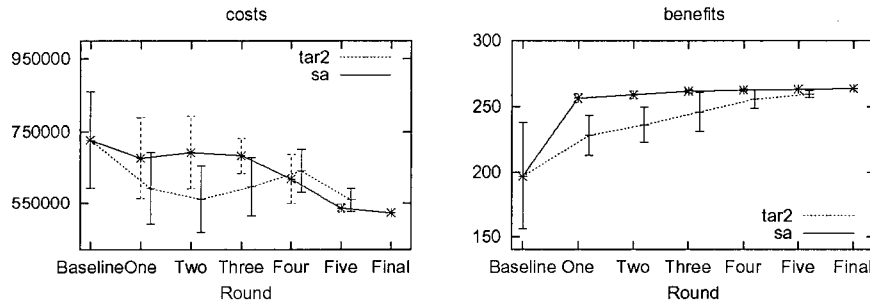 costs
950000
750000
550000
tar2
sa
BaselineOne Two Three Four Five Final
Round
benefits
300
250
200
140
tar2
sa
Baseline One Two Three Four Five Final
Round